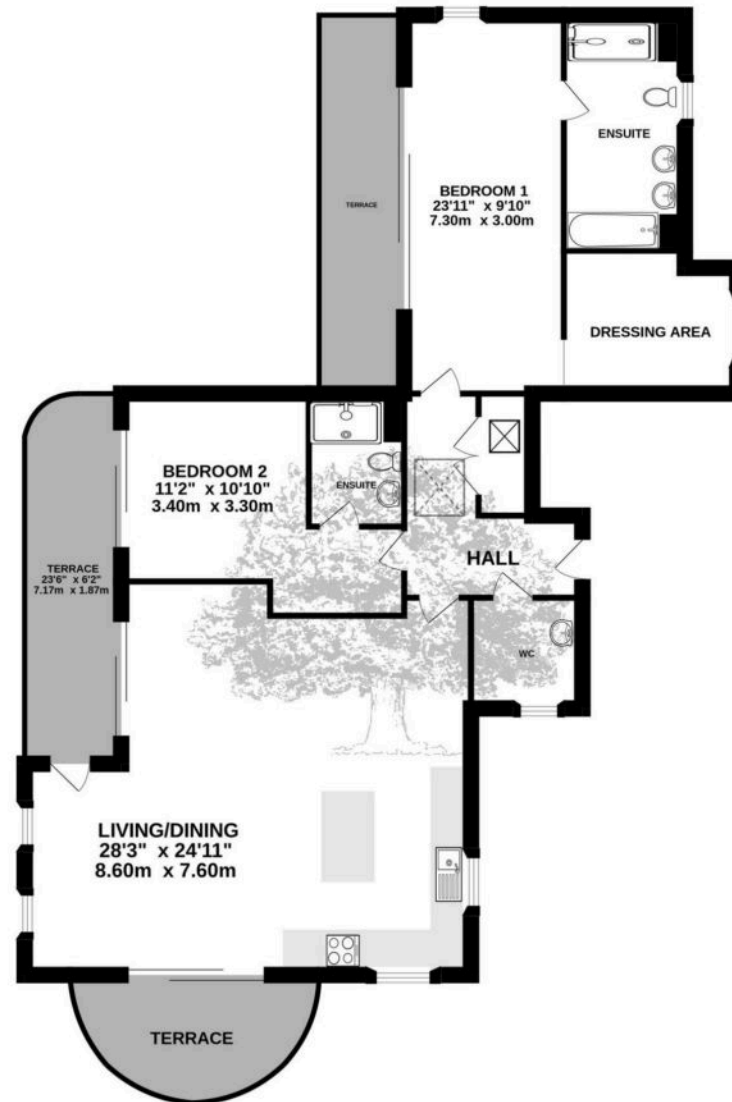 ENSUITE
BEDROOM 1
23'11" x 9'10"
7.30m x 3.00m
TERRACE
DRESSING AREA
BEDROOM 2
11'2" x 10'10"
3.40m x 3.30m
ENSUITE
HALL
TERRACE
23'6" x 6'2"
7.17m x 1.87m
WC
LIVING/DINING
28'3" x 24'11"
8.60m x 7.60m
TERRACE